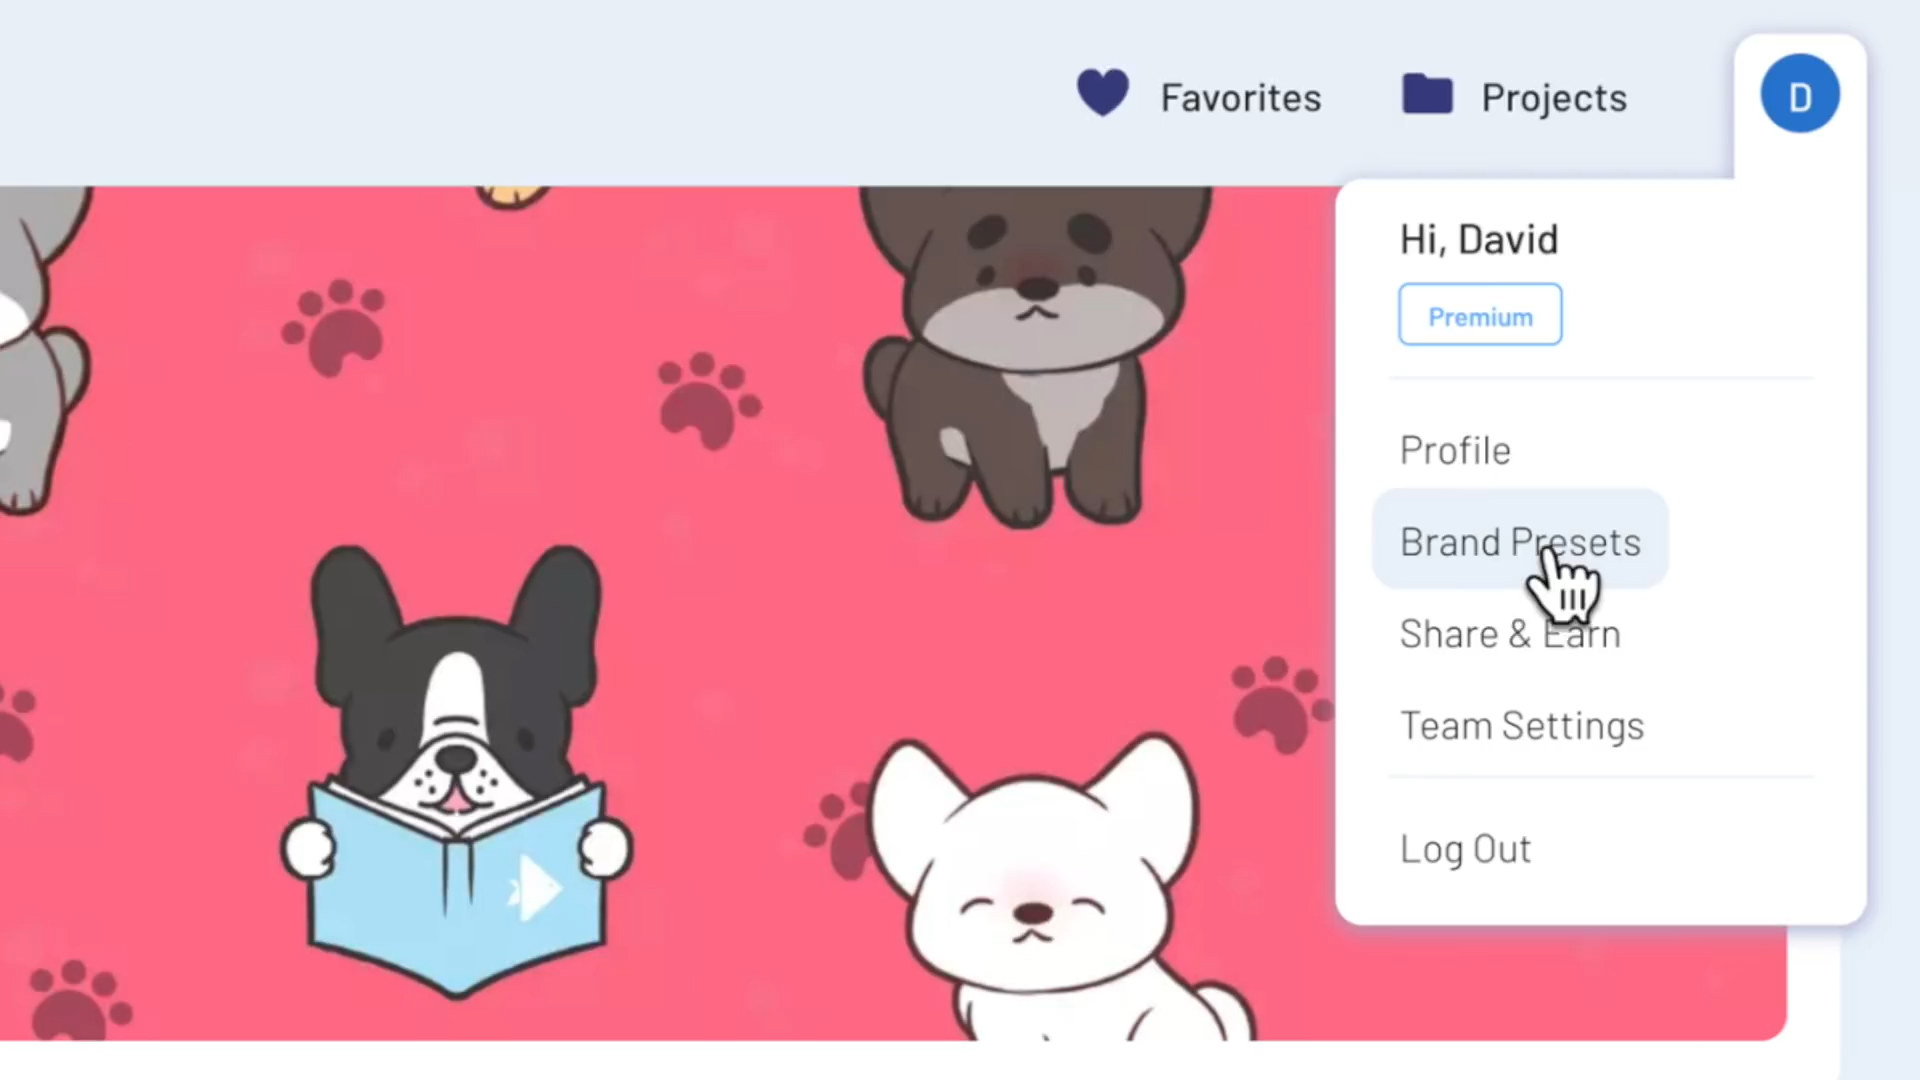 Favorites
Projects
D
Hi, David
Premium
Profile
Brand Presets
Share & Earn
Team Settings
Log Out